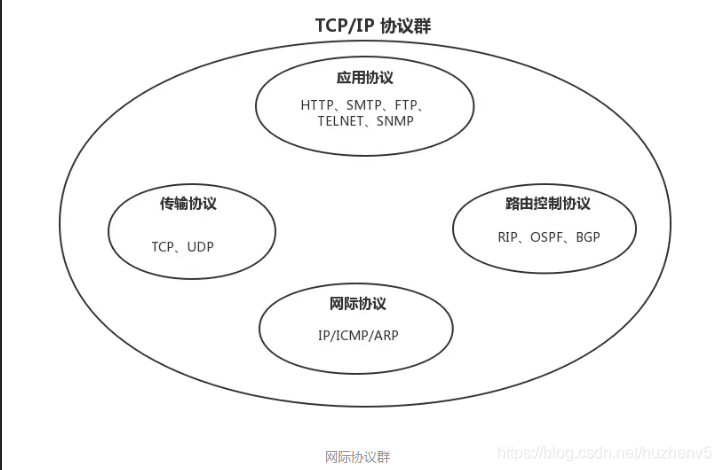 TCP/IP 协议群
应用协议
HTTP、SMTP、FTP、
TELNET、SNMP
传输协议
TCP、UDP
路由控制协议
RIP、OSPF、BGP
网际协议
IP/ICMP/ARP
网际协议群
https://blog.csdn.net/huzhenv5